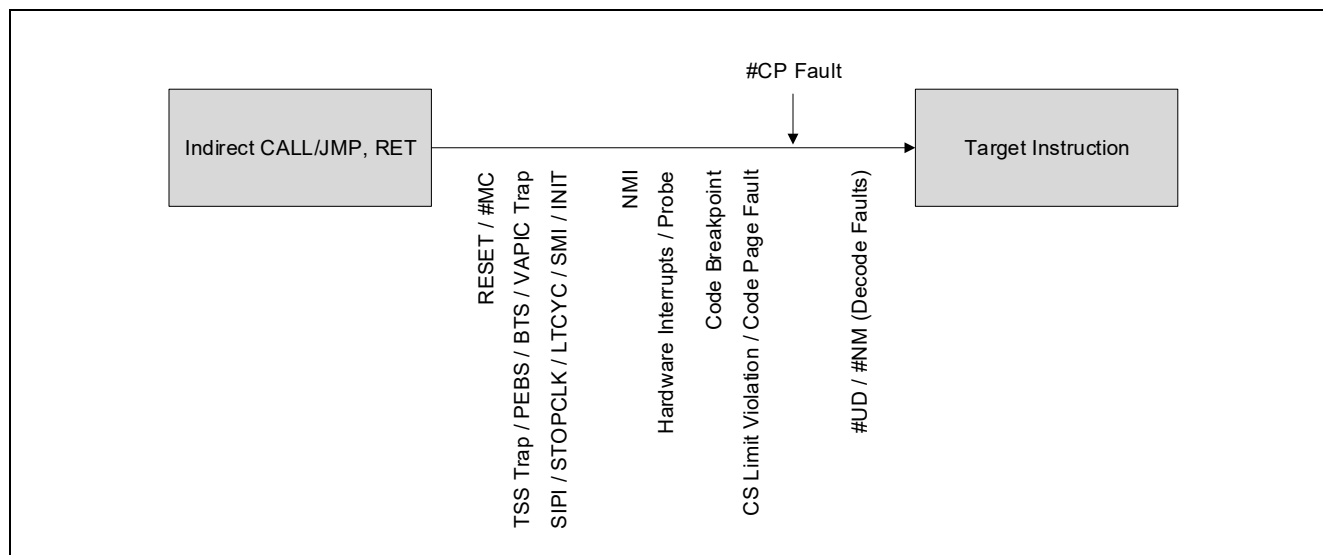 #CP Fault
Indirect CALL/JMP, RET
Target Instruction
RESET / #MC
TSS Trap / PEBS / BTS / VAPIC Trap
SIPI / STOPCLK / LTCYC / SMI / INIT
NMI
Hardware Interrupts / Probe
Code Breakpoint
CS Limit Violation / Code Page Fault
#UD / #NM (Decode Faults)